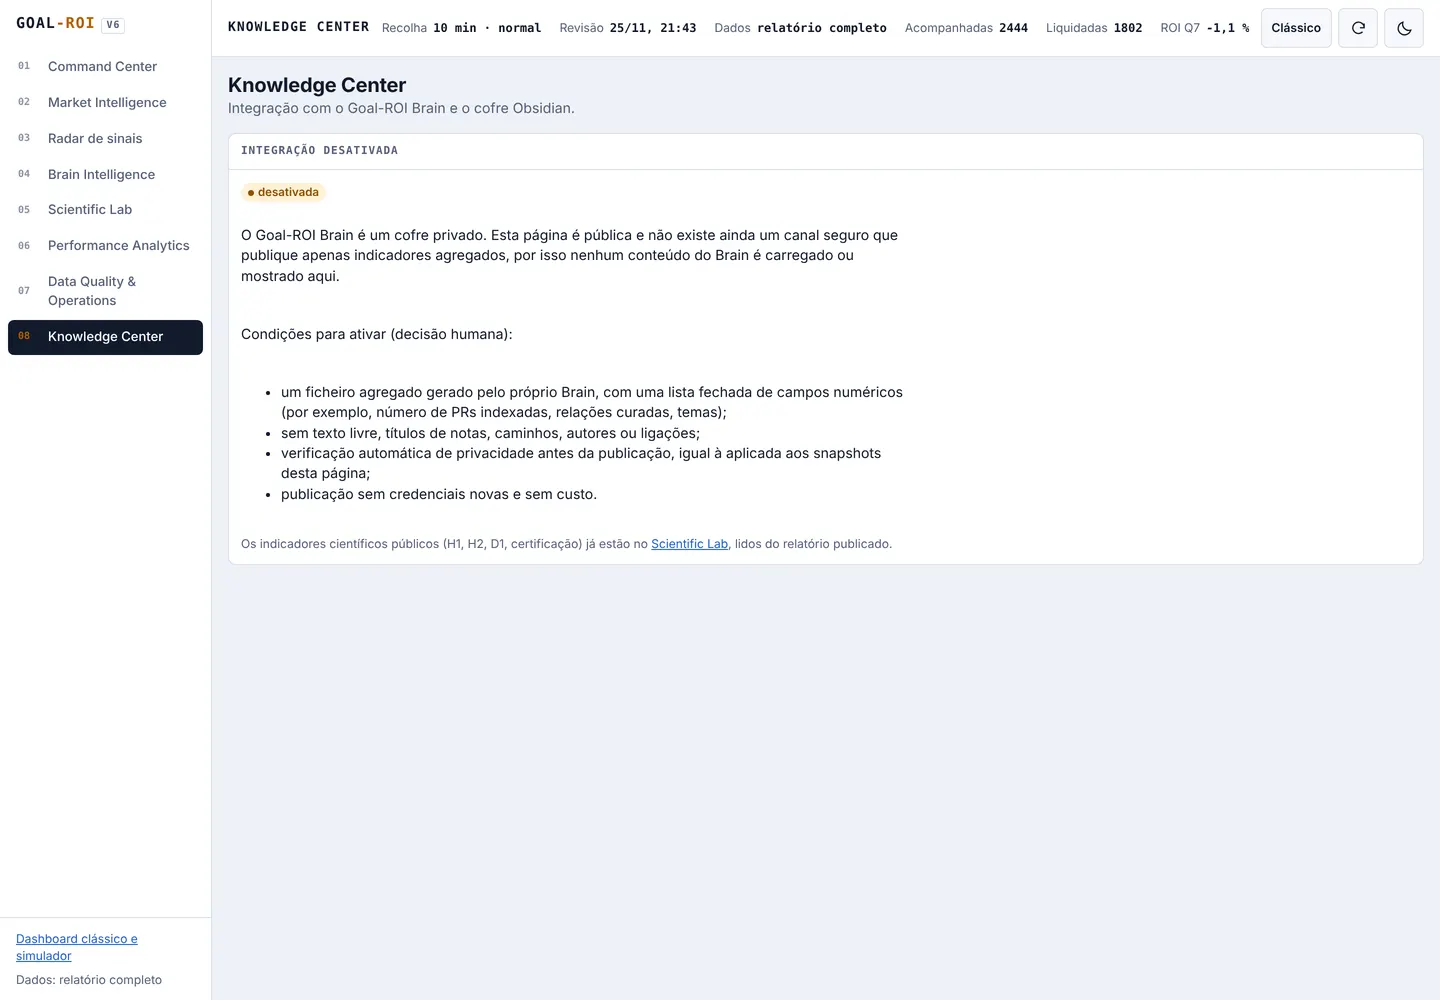 GOAL-ROI V6
01 Command Center
02 Market Intelligence
03 Radar de sinais
04 Brain Intelligence
05 Scientific Lab
06 Performance Analytics
07 Data Quality &
Operations
08 Knowledge Center
Dashboard clássico e
simulador
Dados: relatório completo
KNOWLEDGE CENTER Recolha 10 min · normal Revisão 25/11, 21:43 Dados relatório completo Acompanhadas 2444 Liquidadas 1802 ROI Q7 -1,1 % Clássico
Knowledge Center
Integração com o Goal-ROI Brain e o cofre Obsidian.
INTEGRAÇÃO DESATIVADA
desativada
O Goal-ROI Brain é um cofre privado. Esta página é pública e não existe ainda um canal seguro que
publique apenas indicadores agregados, por isso nenhum conteúdo do Brain é carregado ou
mostrado aqui.
Condições para ativar (decisão humana):
• um ficheiro agregado gerado pelo próprio Brain, com uma lista fechada de campos numéricos
(por exemplo, número de PRs indexadas, relações curadas, temas);
• sem texto livre, títulos de notas, caminhos, autores ou ligações;
• verificação automática de privacidade antes da publicação, igual à aplicada aos snapshots
desta página;
• publicação sem credenciais novas e sem custo.
Os indicadores científicos públicos (H1, H2, D1, certificação) já estão no Scientific Lab, lidos do relatório publicado.